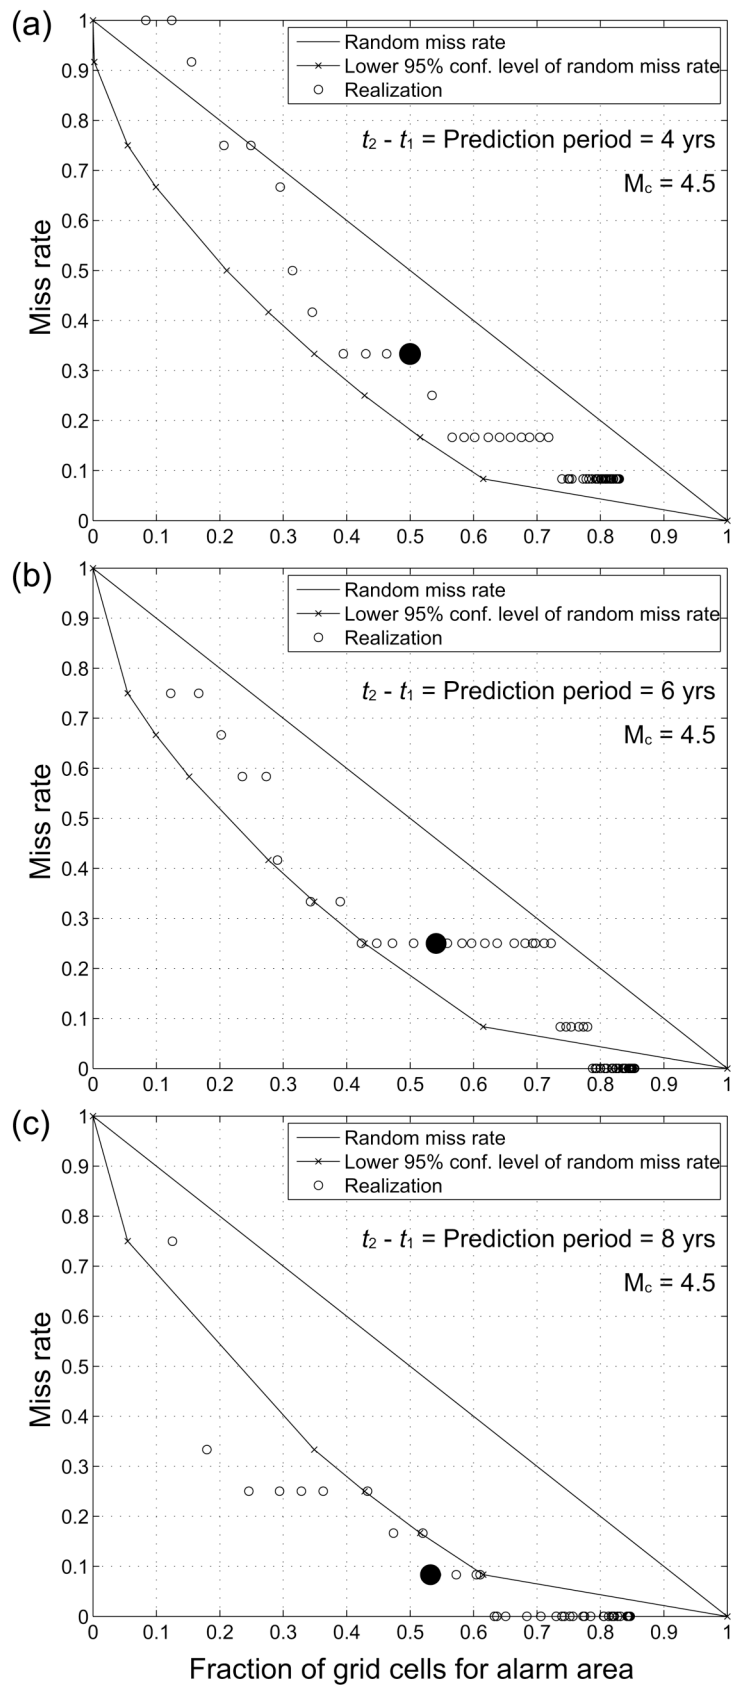 (a)
1
0.9
0.8
0.7
0.6
0.5
0.4
0.3
0.2
0.1
0
Miss rate
Random miss rate
Lower 95% conf. level of random miss rate
Realization
t2 - t1 = Prediction period = 4 yrs
Mc = 4.5
0 0.1 0.2 0.3 0.4 0.5 0.6 0.7 0.8 0.9 1
(b)
1
0.9
0.8
0.7
0.6
0.5
0.4
0.3
0.2
0.1
0
Miss rate
Random miss rate
Lower 95% conf. level of random miss rate
Realization
t2 - t1 = Prediction period = 6 yrs
Mc = 4.5
0 0.1 0.2 0.3 0.4 0.5 0.6 0.7 0.8 0.9 1
(c)
1
0.9
0.8
0.7
0.6
0.5
0.4
0.3
0.2
0.1
0
Miss rate
Random miss rate
Lower 95% conf. level of random miss rate
Realization
t2 - t1 = Prediction period = 8 yrs
Mc = 4.5
0 0.1 0.2 0.3 0.4 0.5 0.6 0.7 0.8 0.9 1
Fraction of grid cells for alarm area